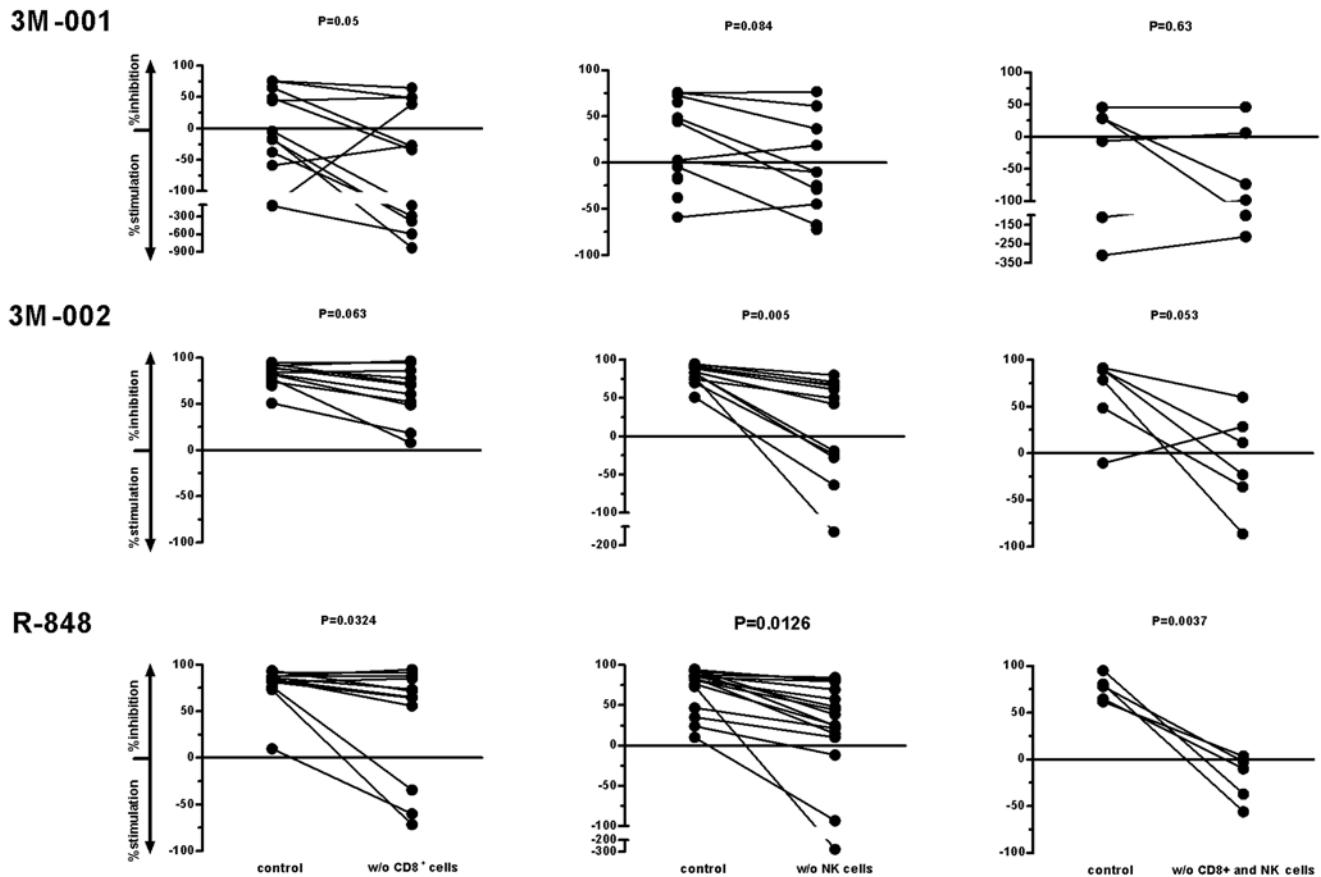 3M-001
P=0.05
P=0.084
P=0.63
%inhibition
%stimulation
100
50
0
-50
-100
-300
-600
-900
100
50
0
-50
-100
100
50
0
-50
-100
-150
-250
-350
3M-002
P=0.063
P=0.005
P=0.053
%inhibition
%stimulation
100
50
0
-50
-100
100
50
0
-50
-100
-200
100
50
0
-50
-100
R-848
P=0.0324
P=0.0126
P=0.0037
%inhibition
%stimulation
100
50
0
-50
-100
100
50
0
-50
-100
-200
-300
100
50
0
-50
-100
control
w/o CD8⁺ cells
control
w/o NK cells
control
w/o CD8+ and NK cells